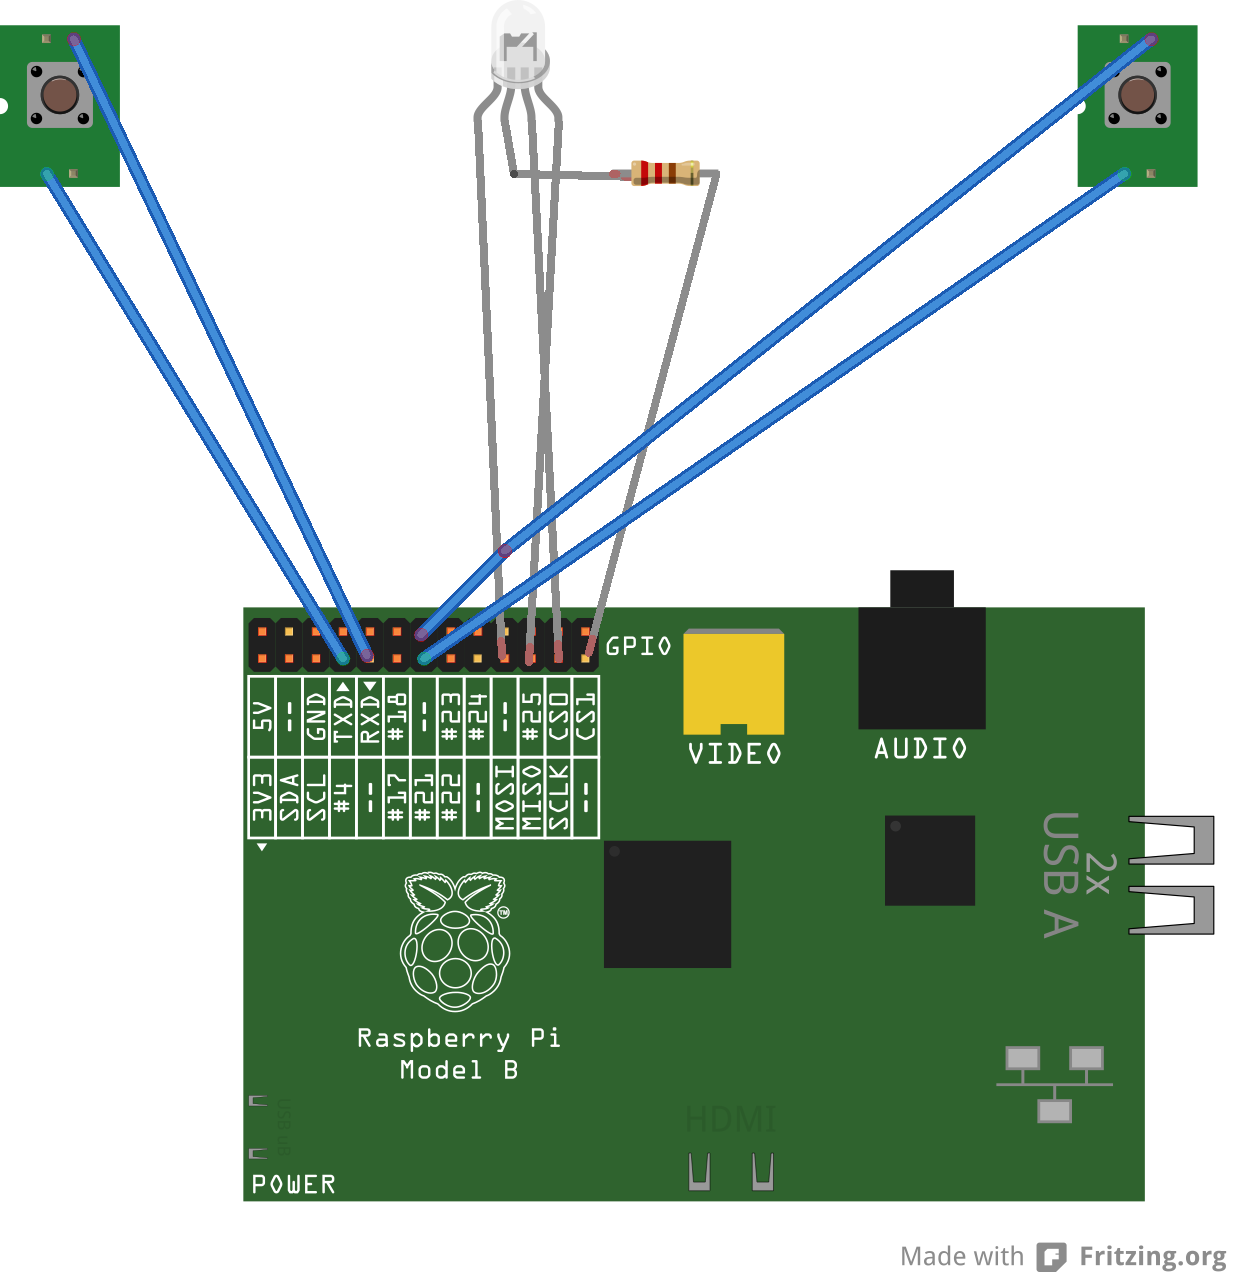 GPIO
5V -- GND TXD RXD #18 -- #23 #24 -- #25 CS0 CS1
3V3 SDA SCL #4 -- #17 #21 #22 -- MOSI MISO SCLK --
VIDEO
AUDIO
2x
USB A
TM
Raspberry Pi
Model B
HDMI
POWER
Made with Fritzing.org